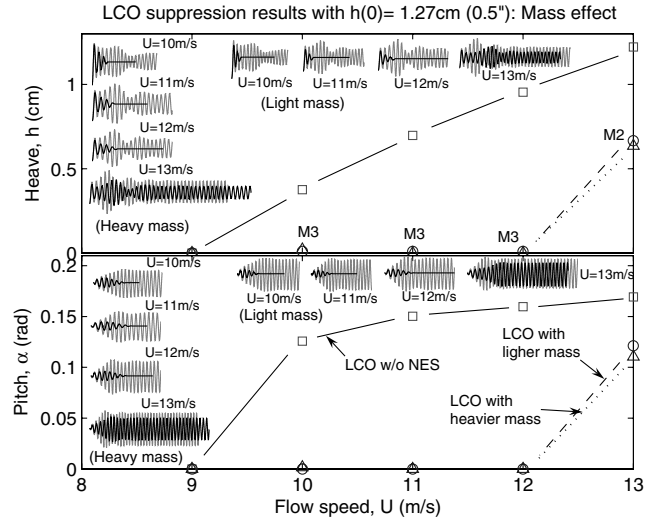 LCO suppression results with h(0)= 1.27cm (0.5"): Mass effect
Heave, h (cm)
1
0.5
0
U=10m/s
U=11m/s
U=12m/s
U=13m/s
(Heavy mass)
U=10m/s
U=11m/s
U=12m/s
U=13m/s
(Light mass)
M3
M3
M3
M2
Pitch, α (rad)
0.2
0.15
0.1
0.05
0
U=10m/s
U=11m/s
U=12m/s
U=13m/s
(Heavy mass)
U=10m/s
U=11m/s
U=12m/s
U=13m/s
(Light mass)
LCO w/o NES
LCO with
ligher mass
LCO with
heavier mass
8
9
10
11
12
13
Flow speed, U (m/s)